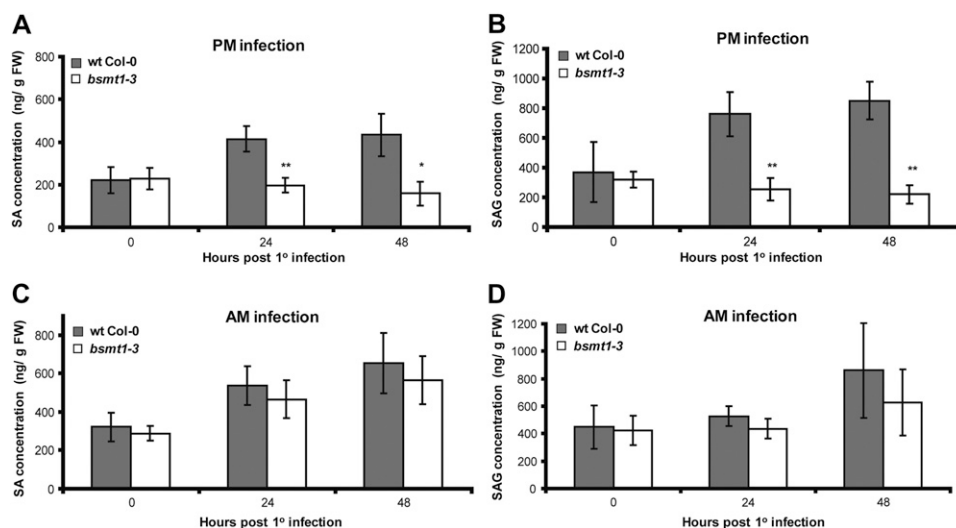 A
PM infection
SA concentration (ng/ g FW)
800
600
400
200
0
wt Col-0
bsmt1-3
**
*
0 24 48
Hours post 1º infection
B
PM infection
SAG concentration (ng/ g FW)
1200
1000
800
600
400
200
0
wt Col-0
bsmt1-3
**
**
0 24 48
Hours post 1º infection
C
AM infection
SA concentration (ng/ g FW)
800
600
400
200
0
wt Col-0
bsmt1-3
0 24 48
Hours post 1º infection
D
AM infection
SAG concentration (ng/ g FW)
1200
1000
800
600
400
200
0
wt Col-0
bsmt1-3
0 24 48
Hours post 1º infection